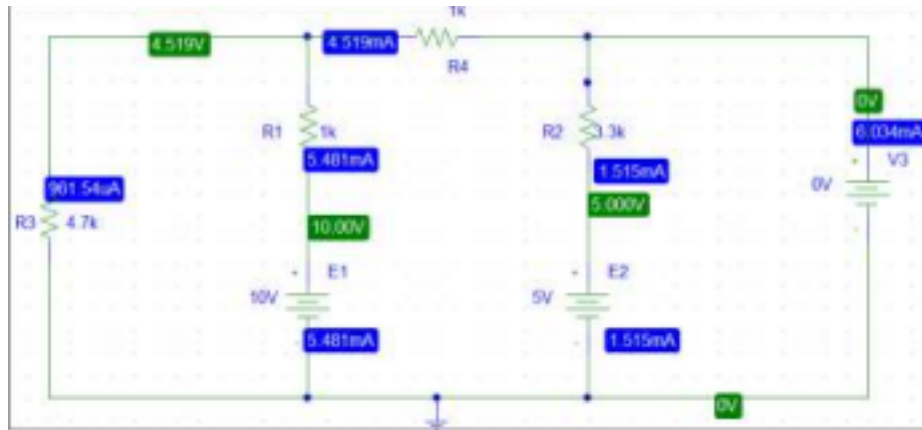 1k
4.519V
4.519mA
R4
0V
R1
1k
R2
3.3k
6.034mA
5.481mA
V3
1.515mA
961.54uA
0V
R3
4.7k
10.00V
5.000V
E1
E2
10V
5V
5.481mA
1.515mA
0V